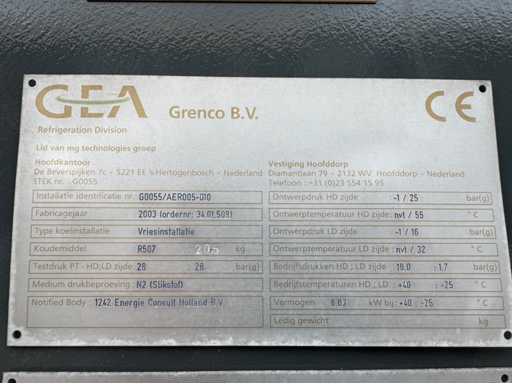 GEA Grenco B.V. CE
Refrigeration Division
Lid van mg technologies groep
Hoofdkantoor
De Beverspijken 7c - 5221 EE 's-Hertogenbosch - Nederland
STEK nr. -G0055
Vestiging Hoofddorp
Diamantlaan 79 - 2132 WV Hoofddorp - Nederland
Telefoon: +31 (0)23 554 15 95
Installatie identificatie nr. G0055/AER005-010
Fabricagejaar 2003 (ordernr: 34.01.509)
Type koelinstallatie Vriesinstallatie
Koudemiddel R507 205 kg
Testdruk PT - HD;LD zijde 28 ; 28 bar(g)
Medium drukbeproeving : N2 (Stikstof)
Notified Body 1242 Energie Consult Holland B.V.
Ontwerpdruk HD zijde : -1 / 25 bar(g)
Ontwerptemperatuur HD zijde : nvt / 55 °C
Ontwerpdruk LD zijde : -1 / 16 bar(g)
Ontwerptemperatuur LD zijde : nvt / 32 °C
Bedrijfsdrukken HD ; LD : ; 1,7 bar(g)
Bedrijfstemperaturen HD ; LD : +40 ; -25 °C
Vermogen kW bij : +40 ; -25 °C
Ledig gewicht kg